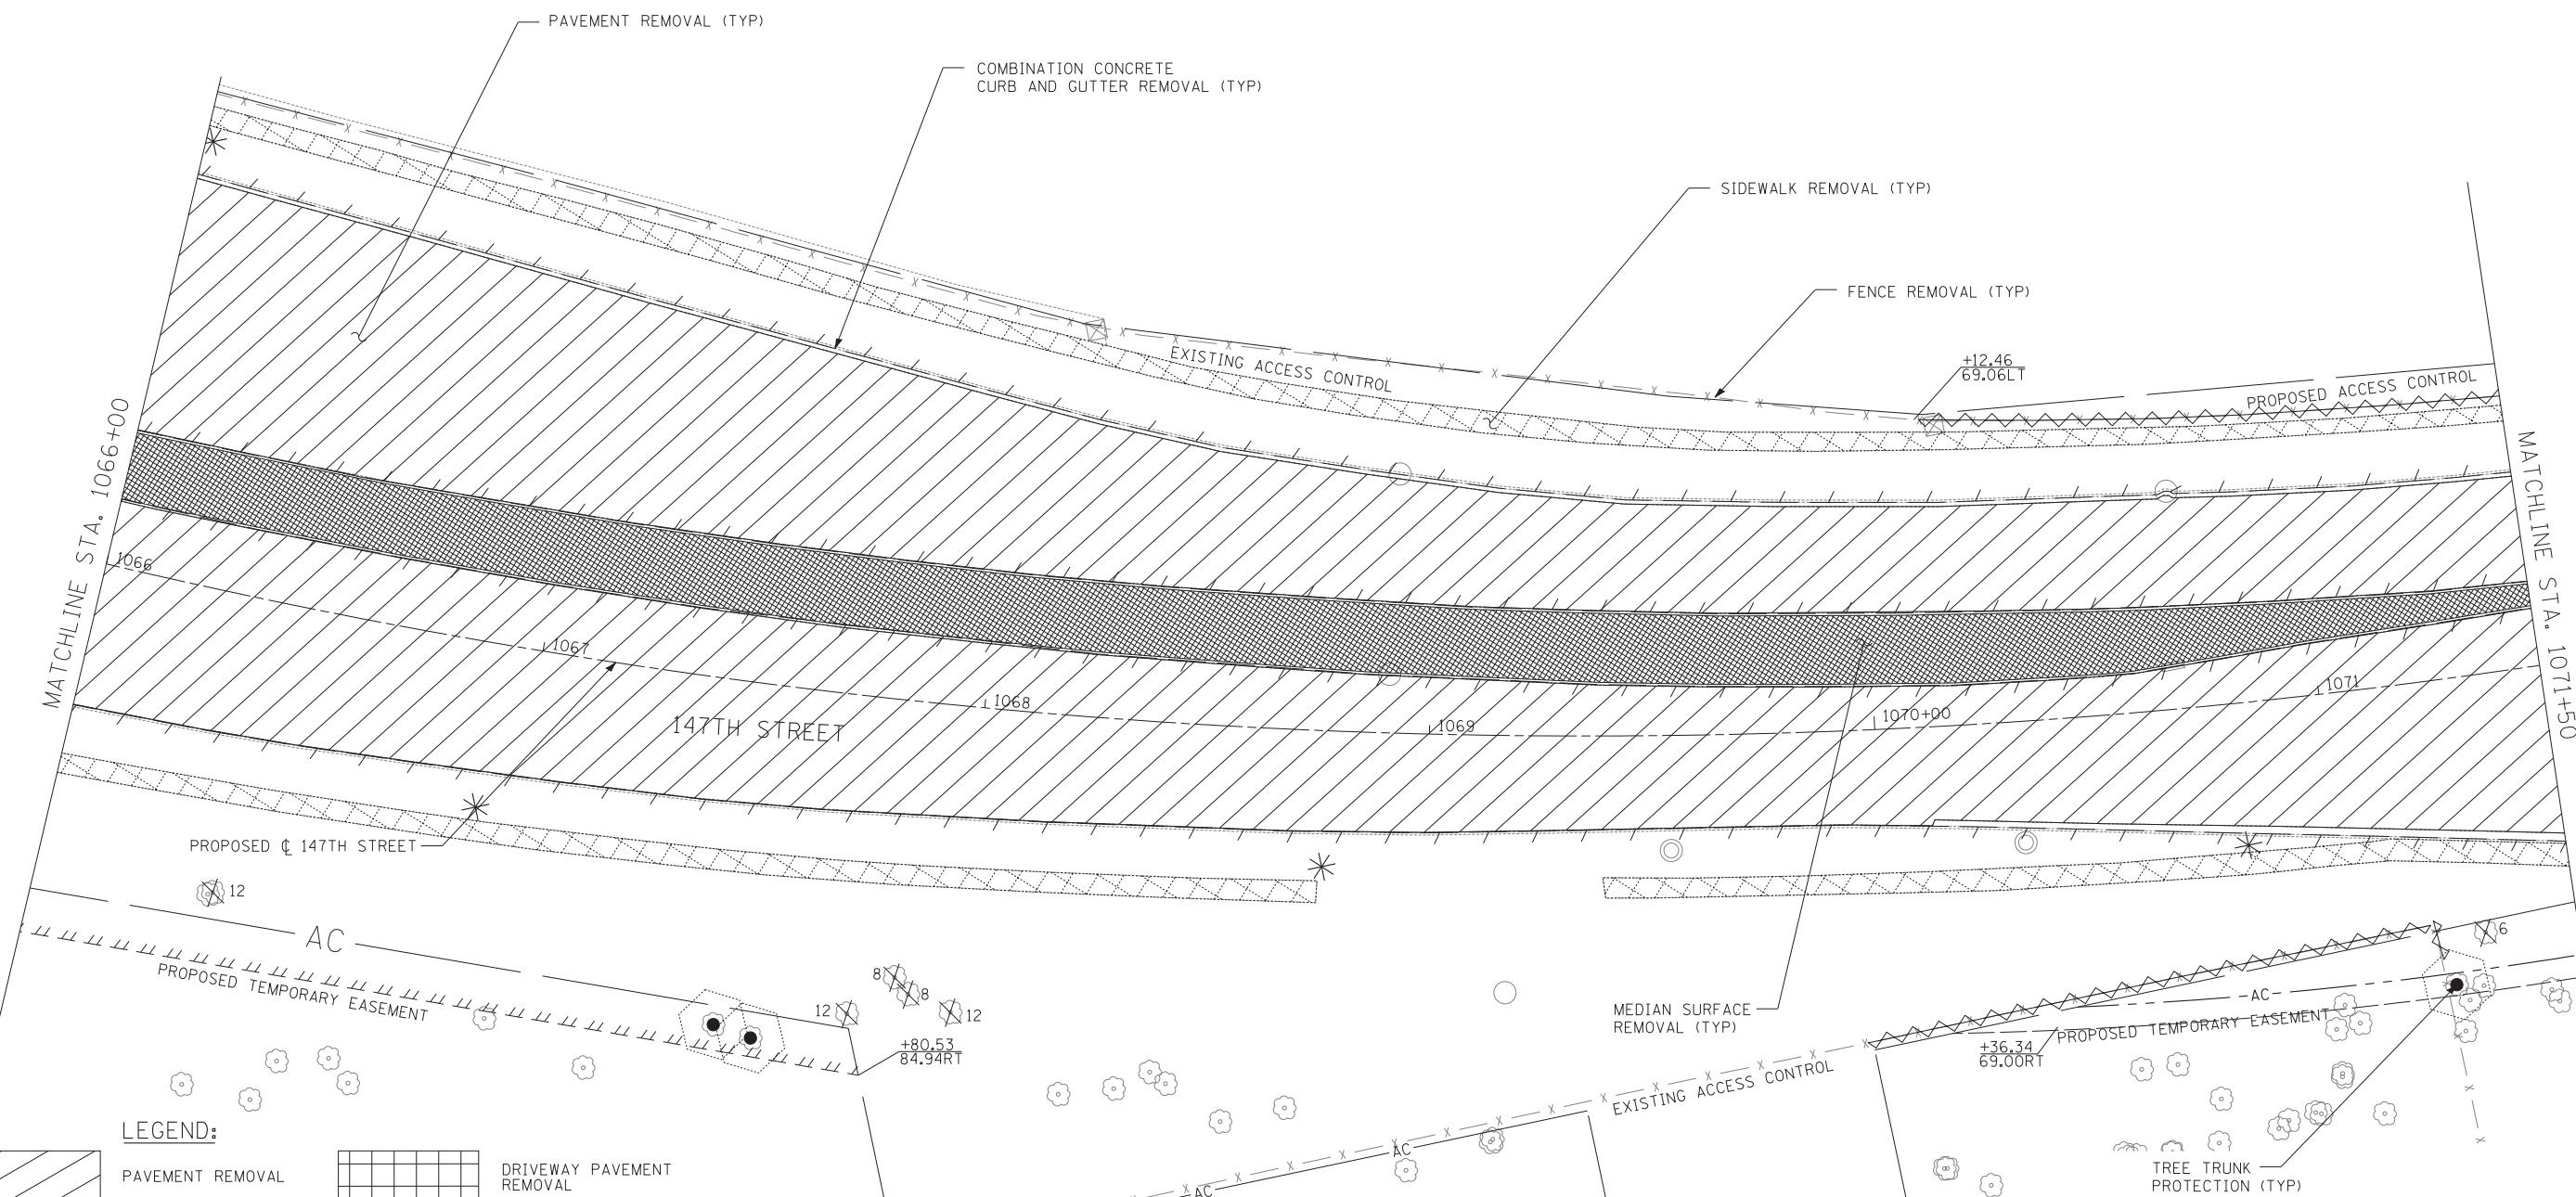 PAVEMENT REMOVAL (TYP)
COMBINATION CONCRETE
CURB AND GUTTER REMOVAL (TYP)
SIDEWALK REMOVAL (TYP)
FENCE REMOVAL (TYP)
EXISTING ACCESS CONTROL
+12.46
69.06LT
PROPOSED ACCESS CONTROL
MATCHLINE STA. 1066+00
MATCHLINE STA. 1071+50
1066
1067
1068
1069
1070+00
1071
147TH STREET
PROPOSED ℄ 147TH STREET
12
AC
PROPOSED TEMPORARY EASEMENT
8
8
12
12
+80.53
84.94RT
MEDIAN SURFACE
REMOVAL (TYP)
6
AC
PROPOSED TEMPORARY EASEMENT
+36.34
69.00RT
EXISTING ACCESS CONTROL
AC
AC
TREE TRUNK
PROTECTION (TYP)
LEGEND:
PAVEMENT REMOVAL
DRIVEWAY PAVEMENT
REMOVAL